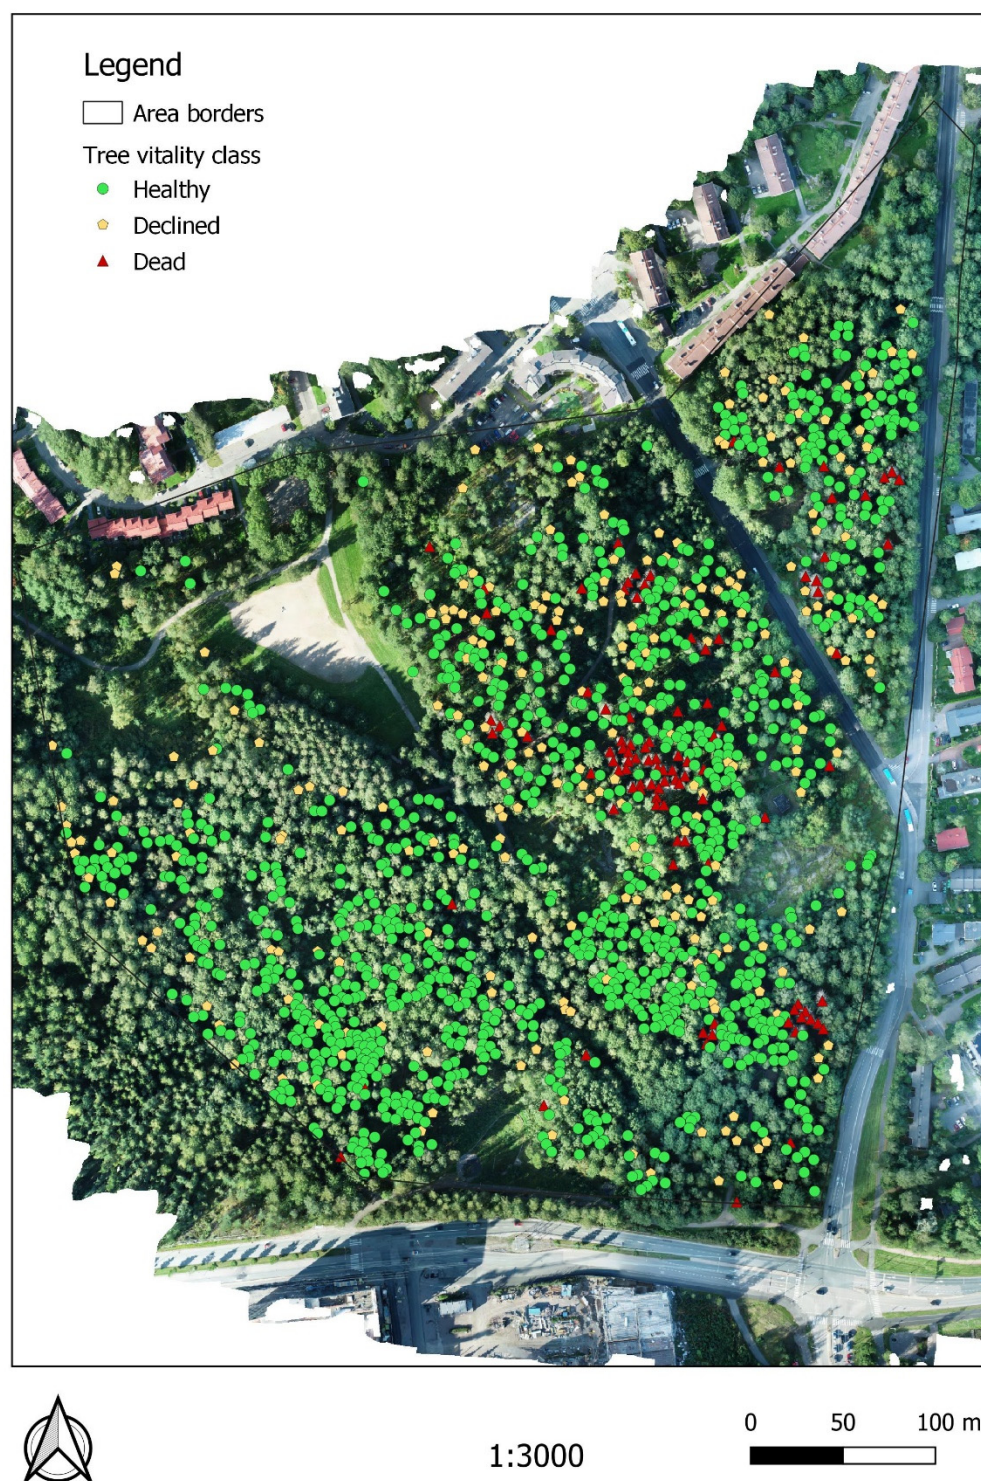 Legend
Area borders
Tree vitality class
Healthy
Declined
Dead
1:3000
0 50 100 m